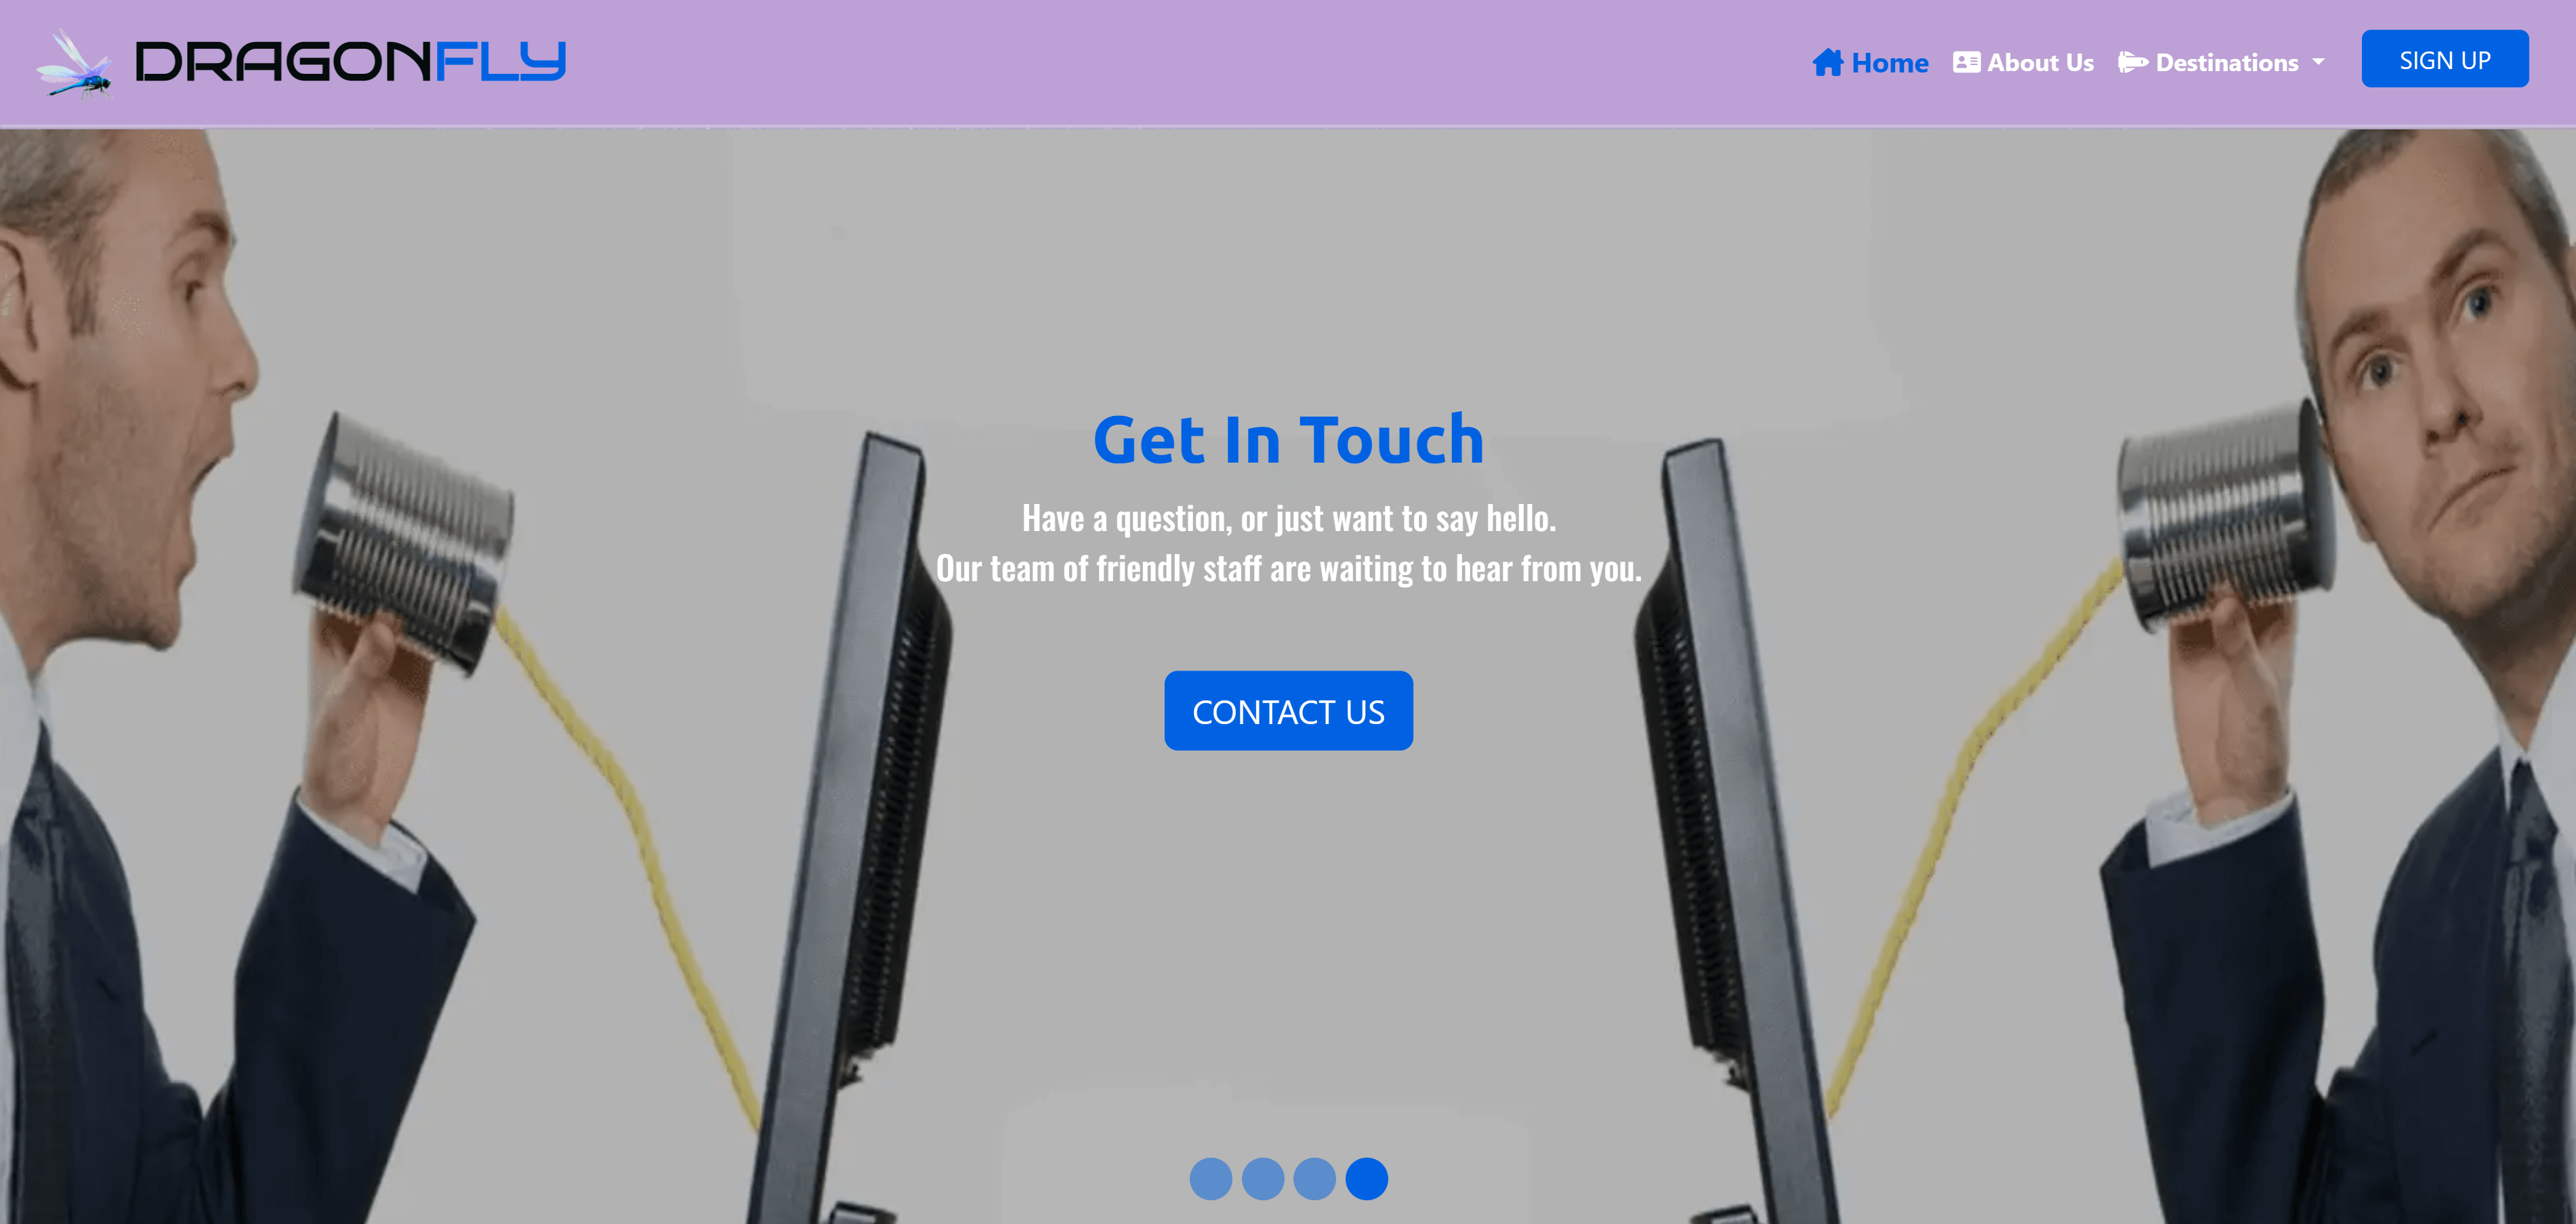 DRAGONFLY
Home
About Us
Destinations
SIGN UP
Get In Touch
Have a question, or just want to say hello.
Our team of friendly staff are waiting to hear from you.
CONTACT US